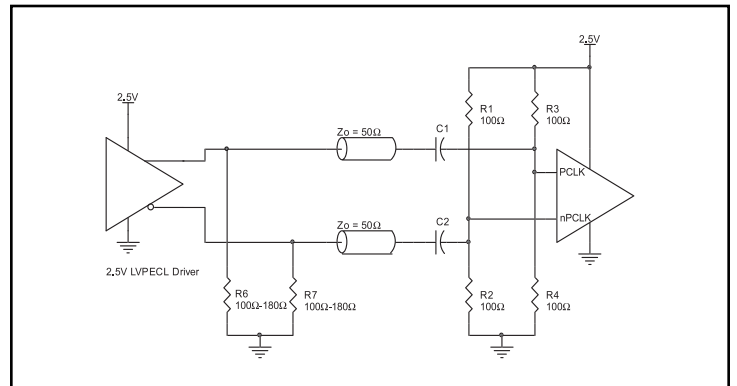 2.5V
2.5V
R1
100Ω
R3
100Ω
Zo = 50Ω
C1
PCLK
Zo = 50Ω
C2
nPCLK
2.5V LVPECL Driver
R6
100Ω-180Ω
R7
100Ω-180Ω
R2
100Ω
R4
100Ω